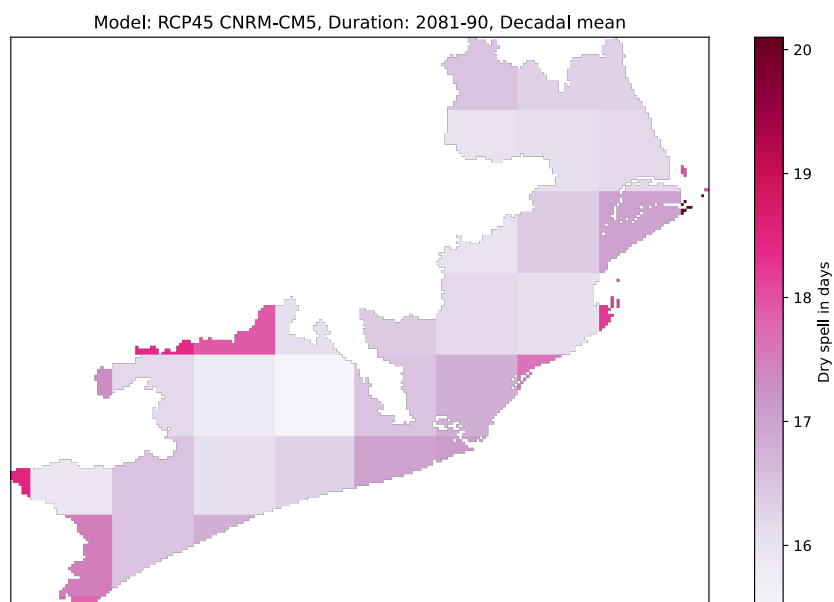 Model: RCP45 CNRM-CM5, Duration: 2081-90, Decadal mean
20
19
18
17
16
Dry spell in days